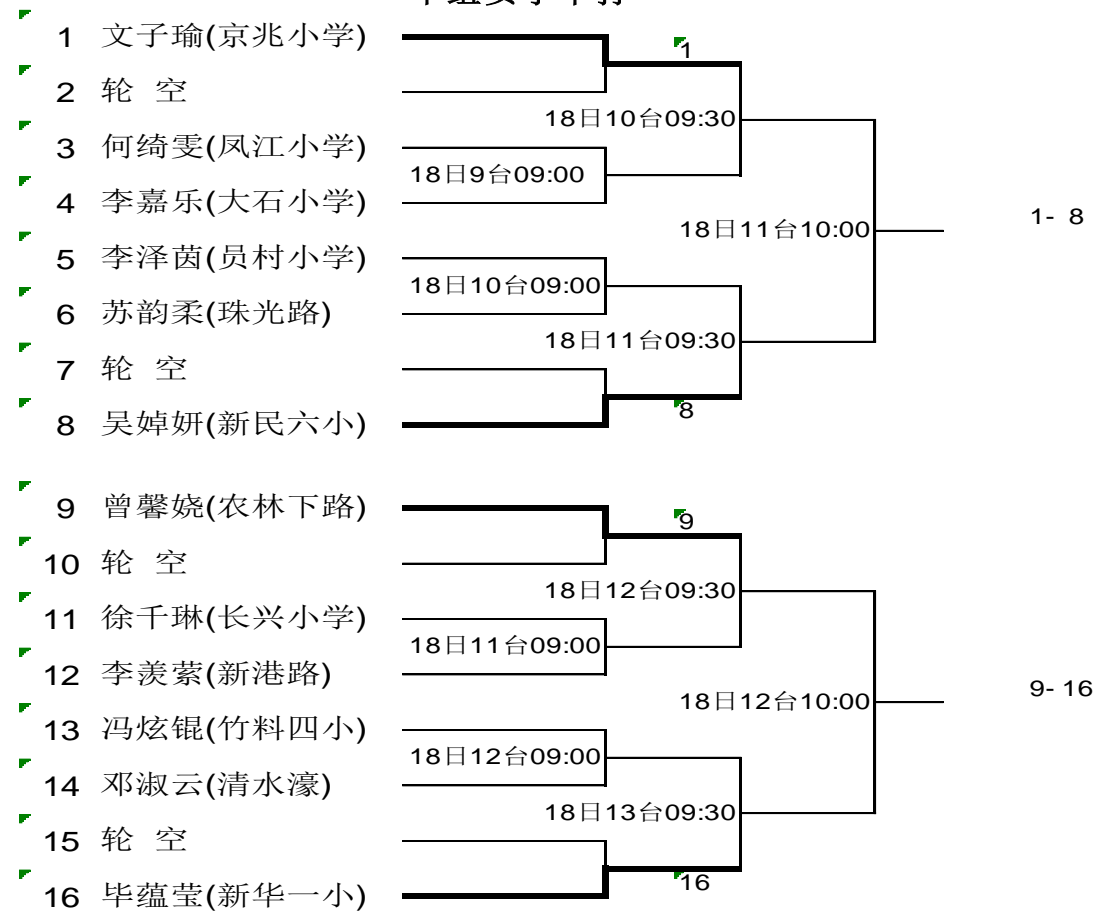 1 文子瑜(京兆小学)
1
2 轮 空
18日10台09:30
3 何绮雯(凤江小学)
18日9台09:00
4 李嘉乐(大石小学)
18日11台10:00
1- 8
5 李泽茵(员村小学)
18日10台09:00
6 苏韵柔(珠光路)
18日11台09:30
7 轮 空
8
8 吴婥妍(新民六小)
9 曾馨娆(农林下路)
9
10 轮 空
18日12台09:30
11 徐千琳(长兴小学)
18日11台09:00
12 李羡萦(新港路)
18日12台10:00
9- 16
13 冯炫锟(竹料四小)
18日12台09:00
14 邓淑云(清水濠)
18日13台09:30
15 轮 空
16
16 毕蕴莹(新华一小)